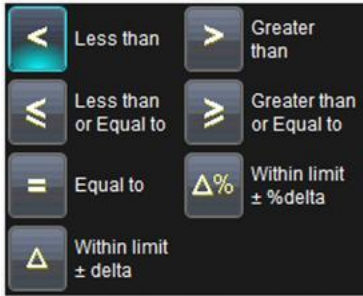 < Less than
> Greater
than
≤ Less than
or Equal to
≥ Greater than
or Equal to
= Equal to
Δ% Within limit
± %delta
Δ Within limit
± delta